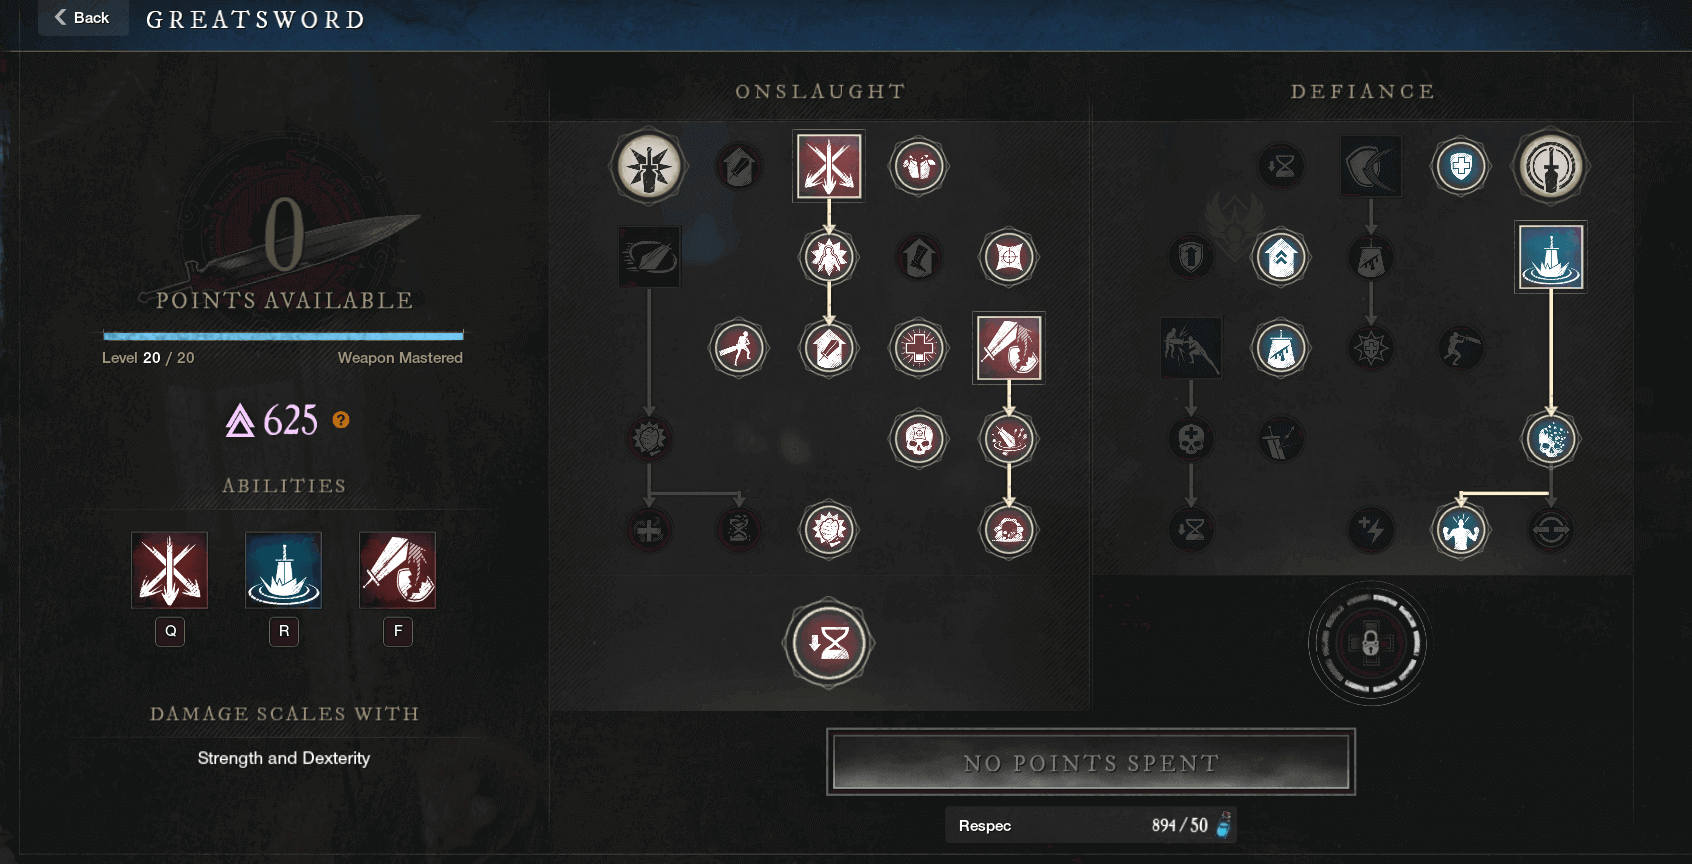 Back
GREATSWORD
ONSLAUGHT
DEFIANCE
0
POINTS AVAILABLE
Level 20 / 20
Weapon Mastered
625
?
ABILITIES
Q
R
F
DAMAGE SCALES WITH
Strength and Dexterity
NO POINTS SPENT
Respec
894/50